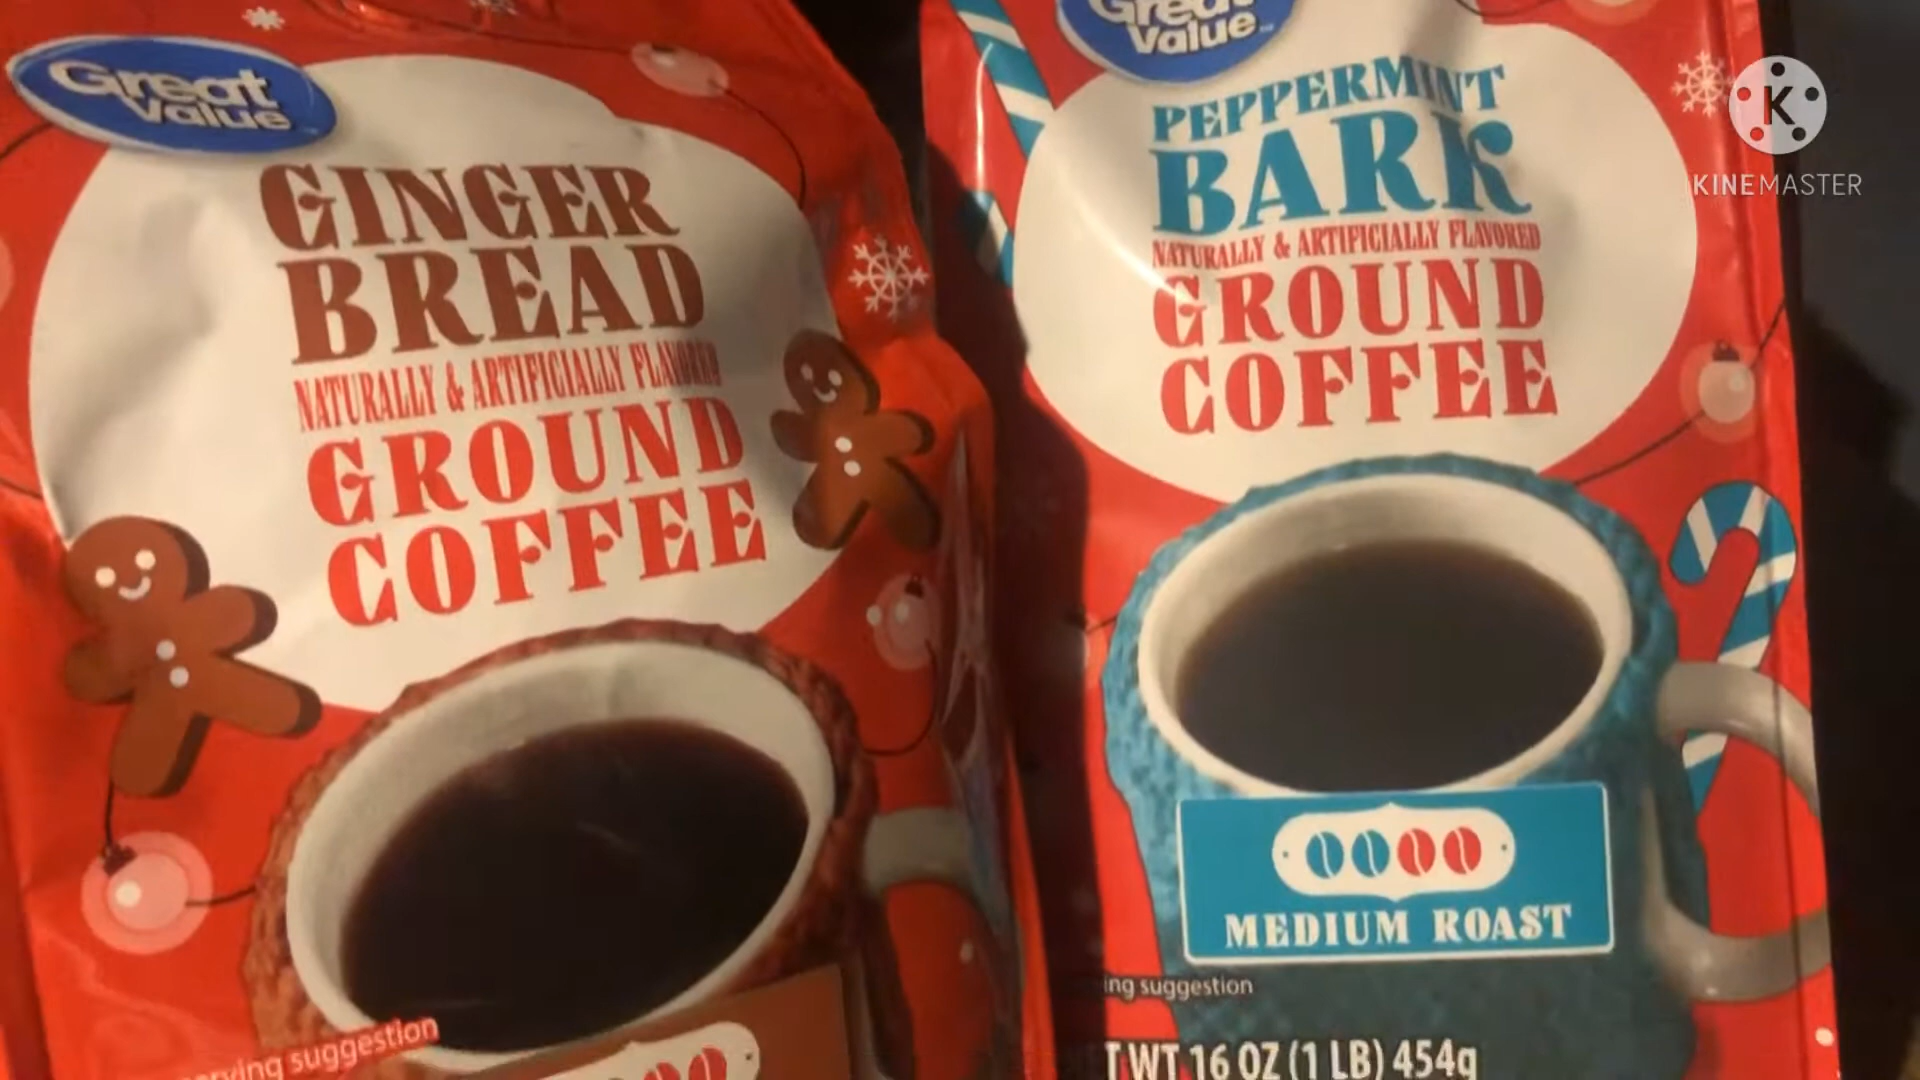 Great
Value
GINGER
BREAD
NATURALLY & ARTIFICIALLY FLAVORED
GROUND
COFFEE
serving suggestion
Great
Value
PEPPERMINT
BARK
NATURALLY & ARTIFICIALLY FLAVORED
GROUND
COFFEE
MEDIUM ROAST
ing suggestion
T WT 16 OZ (1 LB) 454g
K
KINEMASTER